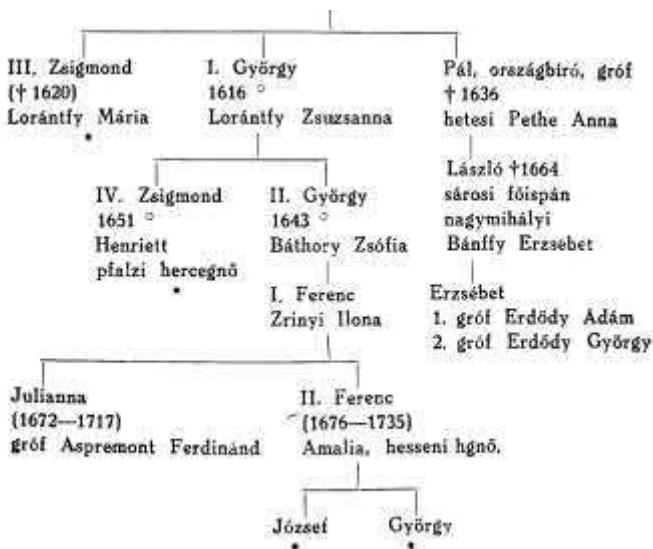 III. Zsigmond
(† 1620)
Lorántfy Mária
*
I. György
1616 ○
Lorántfy Zsuzsanna
Pál, országbíró, gróf
† 1636
hetesi Pethe Anna
IV. Zsigmond
1651 ○
Henriett
pfalzi hercegnő
*
II. György
1643 ○
Báthory Zsófia
László †1664
sárosi főispán
nagymihályi
Bánffy Erzsébet
I. Ferenc
Zrinyi Ilona
Erzsébet
1. gróf Erdődy Ádám
2. gróf Erdődy György
Julianna
(1672—1717)
gróf Aspremont Ferdinánd
II. Ferenc
(1676—1735)
Amalia, hesseni hgnő.
József
*
György
*